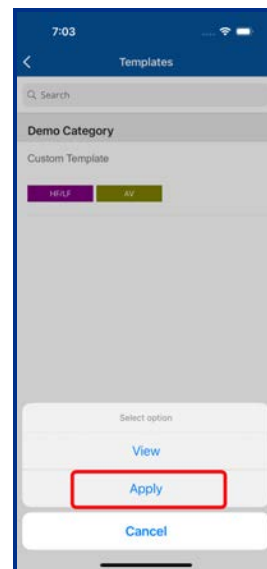 7:03
Templates
Search
Demo Category
Custom Template
HF/LF AV
Select option
View
Apply
Cancel